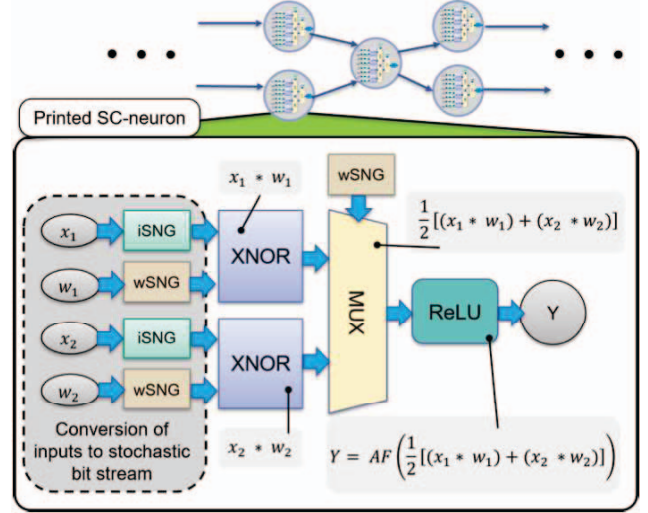 • • •
• • •
Printed SC-neuron
x₁ * w₁
wSNG
½[(x₁ * w₁) + (x₂ * w₂)]
x₁
iSNG
XNOR
w₁
wSNG
MUX
ReLU
Y
x₂
iSNG
XNOR
w₂
wSNG
Conversion of
inputs to stochastic
bit stream
x₂ * w₂
Y = AF(½[(x₁ * w₁) + (x₂ * w₂)])